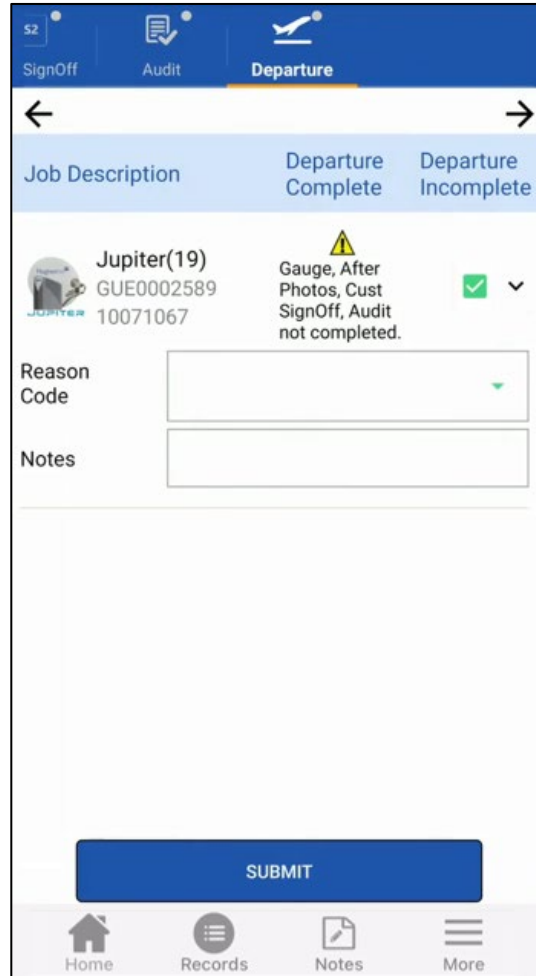 S2
SignOff
Audit
Departure
Job Description
Departure
Complete
Departure
Incomplete
JUPITER
Jupiter(19)
GUE0002589
10071067
Gauge, After
Photos, Cust
SignOff, Audit
not completed.
Reason
Code
Notes
SUBMIT
Home
Records
Notes
More